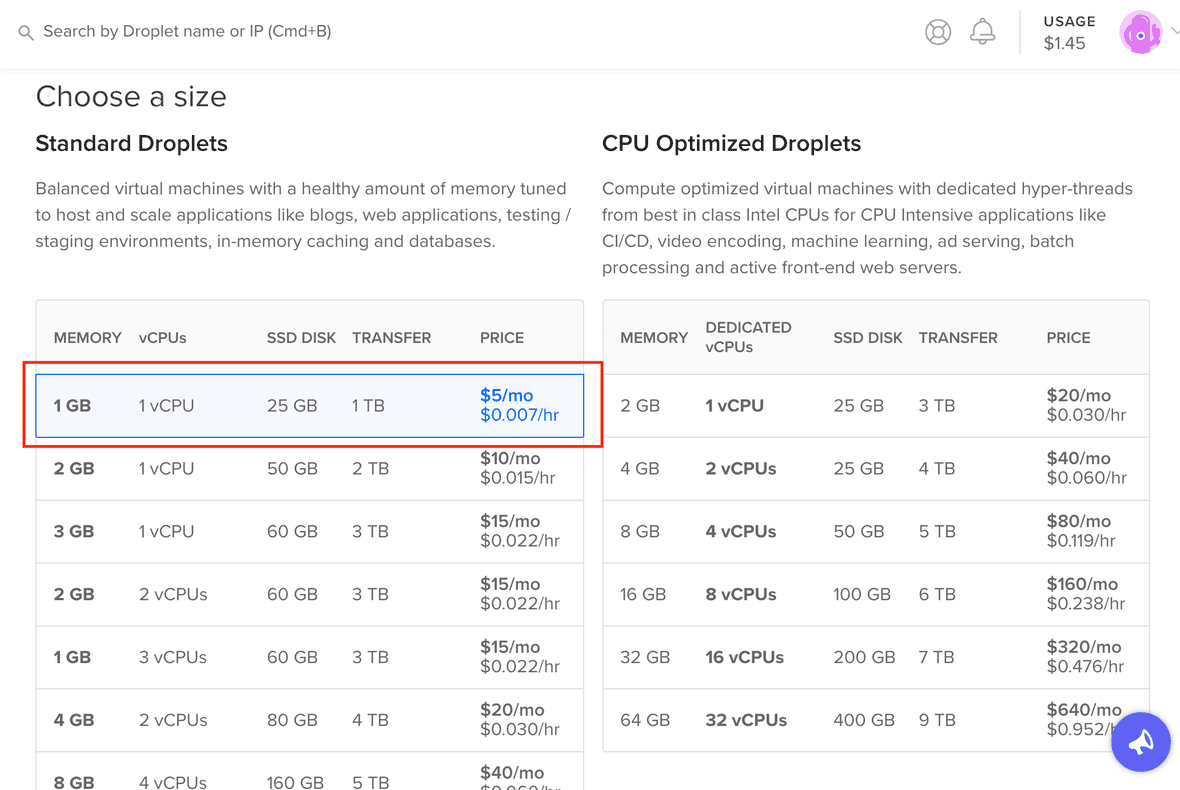 Search by Droplet name or IP (Cmd+B)
USAGE
$1.45
Choose a size
Standard Droplets
Balanced virtual machines with a healthy amount of memory tuned
to host and scale applications like blogs, web applications, testing /
staging environments, in-memory caching and databases.
MEMORY vCPUs SSD DISK TRANSFER PRICE
1 GB 1 vCPU 25 GB 1 TB $5/mo
$0.007/hr
2 GB 1 vCPU 50 GB 2 TB $10/mo
$0.015/hr
3 GB 1 vCPU 60 GB 3 TB $15/mo
$0.022/hr
2 GB 2 vCPUs 60 GB 3 TB $15/mo
$0.022/hr
1 GB 3 vCPUs 60 GB 3 TB $15/mo
$0.022/hr
4 GB 2 vCPUs 80 GB 4 TB $20/mo
$0.030/hr
8 GB 4 vCPUs 160 GB 5 TB $40/mo
CPU Optimized Droplets
Compute optimized virtual machines with dedicated hyper-threads
from best in class Intel CPUs for CPU Intensive applications like
CI/CD, video encoding, machine learning, ad serving, batch
processing and active front-end web servers.
MEMORY DEDICATED vCPUs SSD DISK TRANSFER PRICE
2 GB 1 vCPU 25 GB 3 TB $20/mo
$0.030/hr
4 GB 2 vCPUs 25 GB 4 TB $40/mo
$0.060/hr
8 GB 4 vCPUs 50 GB 5 TB $80/mo
$0.119/hr
16 GB 8 vCPUs 100 GB 6 TB $160/mo
$0.238/hr
32 GB 16 vCPUs 200 GB 7 TB $320/mo
$0.476/hr
64 GB 32 vCPUs 400 GB 9 TB $640/mo
$0.952/h